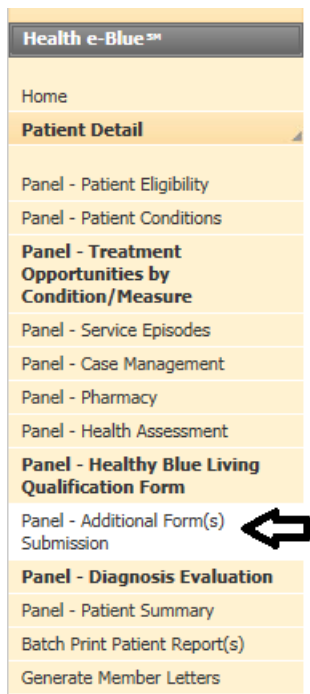 Health e-Blue℠
Home
Patient Detail
Panel - Patient Eligibility
Panel - Patient Conditions
Panel - Treatment
Opportunities by
Condition/Measure
Panel - Service Episodes
Panel - Case Management
Panel - Pharmacy
Panel - Health Assessment
Panel - Healthy Blue Living
Qualification Form
Panel - Additional Form(s)
Submission
Panel - Diagnosis Evaluation
Panel - Patient Summary
Batch Print Patient Report(s)
Generate Member Letters